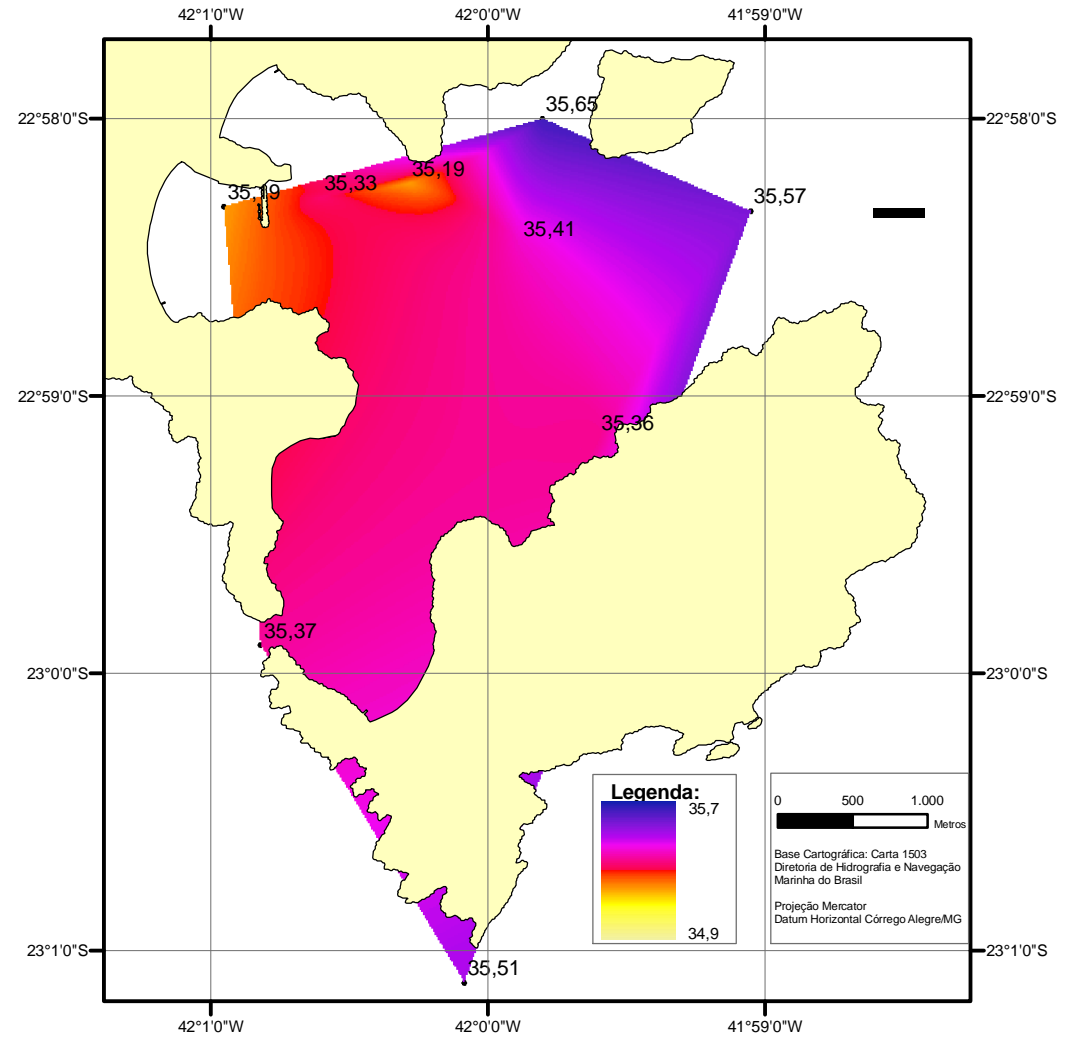 42°1'0"W 42°0'0"W 41°59'0"W
35,65
22°58'0"S 22°58'0"S
35,19
35,33
35,19
35,57
35,41
22°59'0"S 22°59'0"S
35,36
35,37
23°0'0"S 23°0'0"S
Legenda:
35,7
34,9
0 500 1.000
Metros
Base Cartográfica: Carta 1503
Diretoria de Hidrografia e Navegação
Marinha do Brasil
Projeção Mercator
Datum Horizontal Córrego Alegre/MG
23°1'0"S 23°1'0"S
35,51
42°1'0"W 42°0'0"W 41°59'0"W